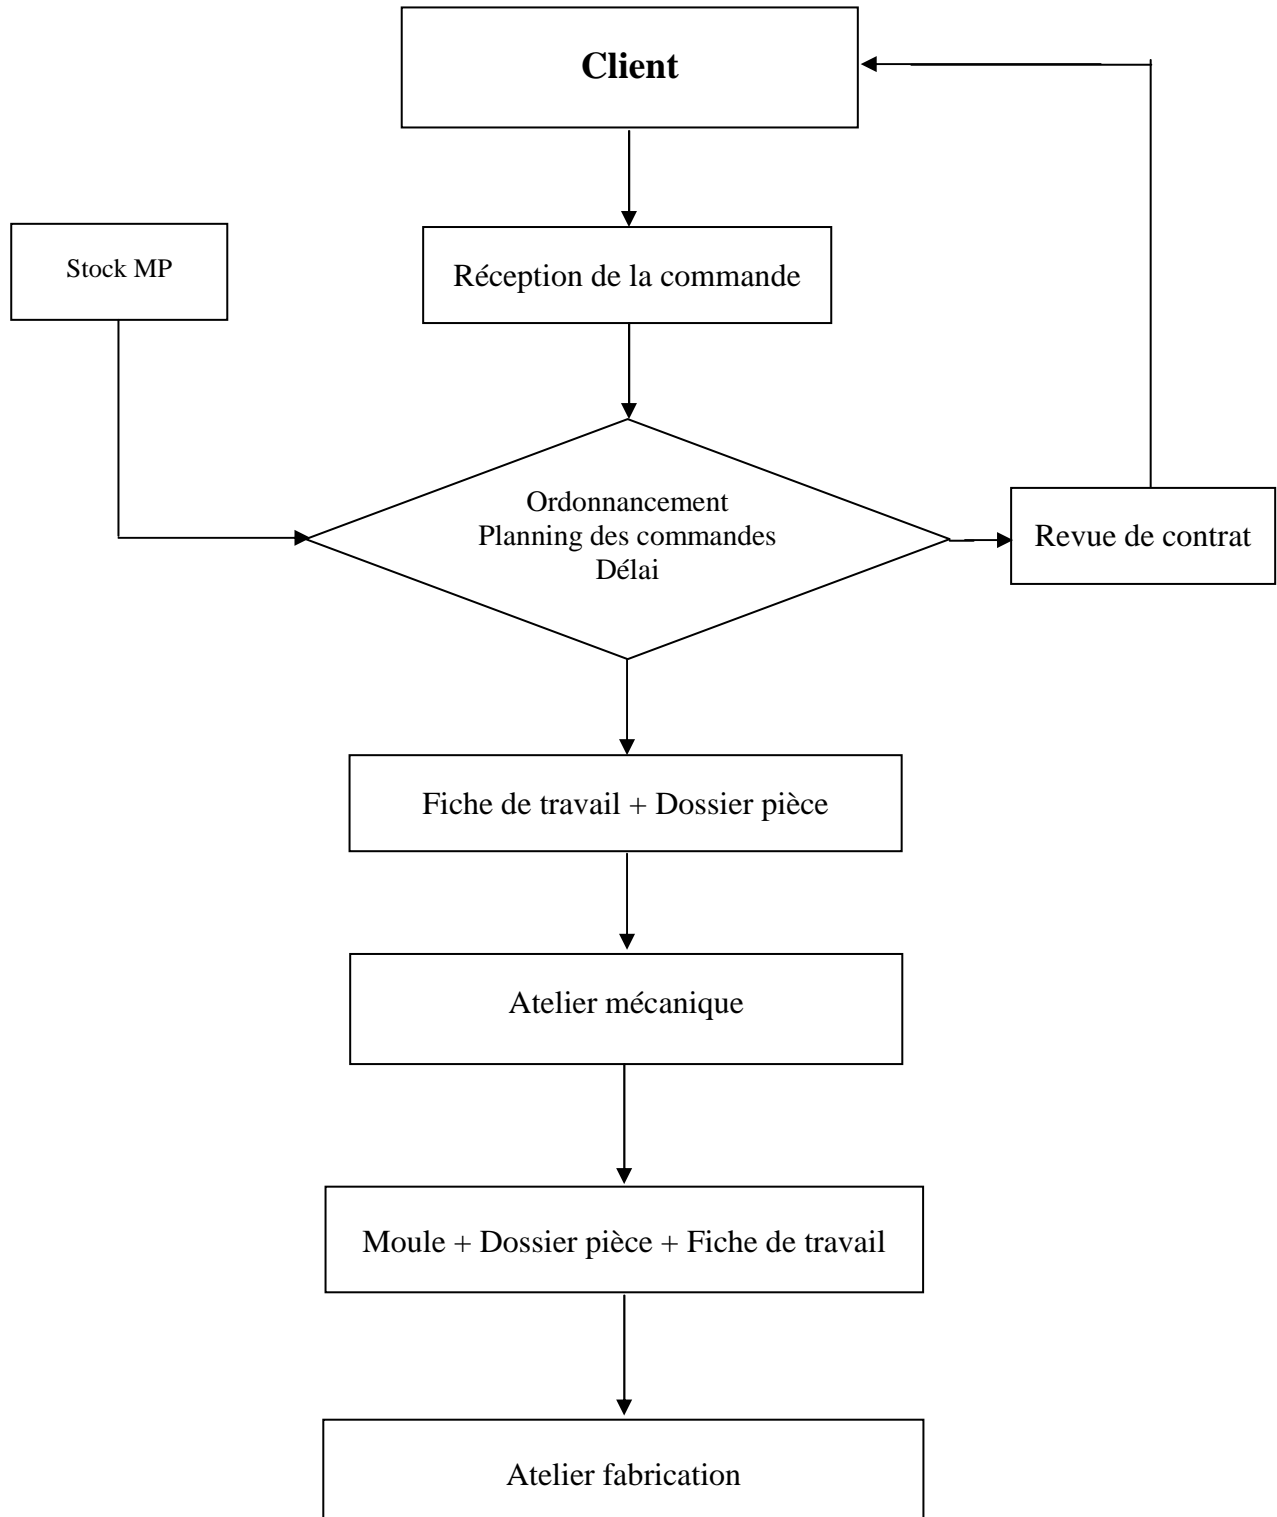 Client
Stock MP
Réception de la commande
Ordonnancement
Planning des commandes
Délai
Revue de contrat
Fiche de travail + Dossier pièce
Atelier mécanique
Moule + Dossier pièce + Fiche de travail
Atelier fabrication